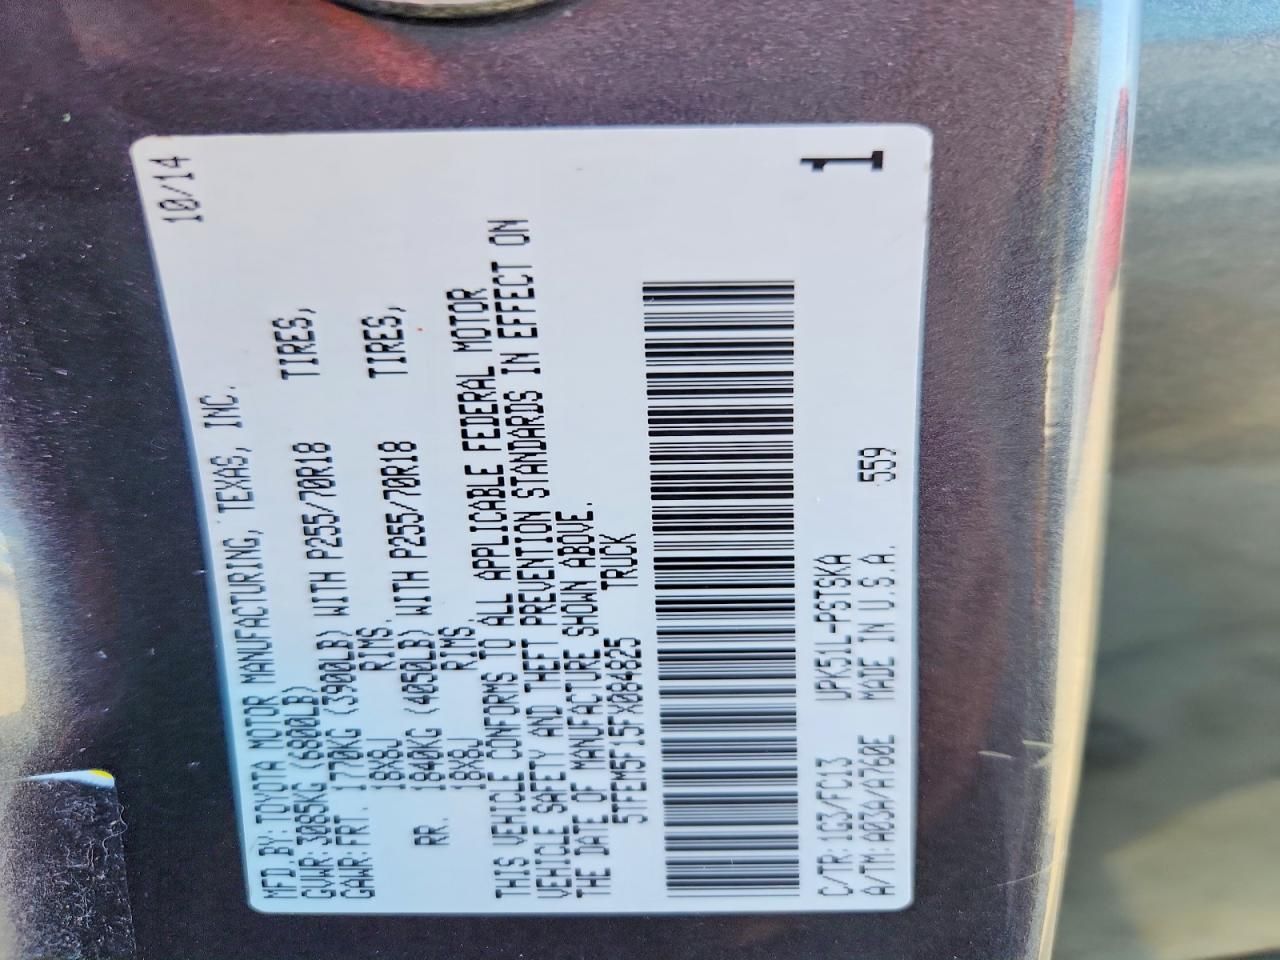 MFD.BY: TOYOTA MOTOR MANUFACTURING, TEXAS, INC. 10/14
GVWR: 3085KG (6800LB)
GAWR: FRT. 1770KG (3900LB) WITH P255/70R18 TIRES,
18X8J RIMS.
RR. 1840KG (4050LB) WITH P255/70R18 TIRES,
18X8J RIMS.
THIS VEHICLE CONFORMS TO ALL APPLICABLE FEDERAL MOTOR
VEHICLE SAFETY AND THEFT PREVENTION STANDARDS IN EFFECT ON
THE DATE OF MANUFACTURE SHOWN ABOVE.
5TFEM5F15FX084825 TRUCK
C/TR: 1G3/FC13 UPK51L-PSTSKA
A/TM: A03A/A760E MADE IN U.S.A. 559
1